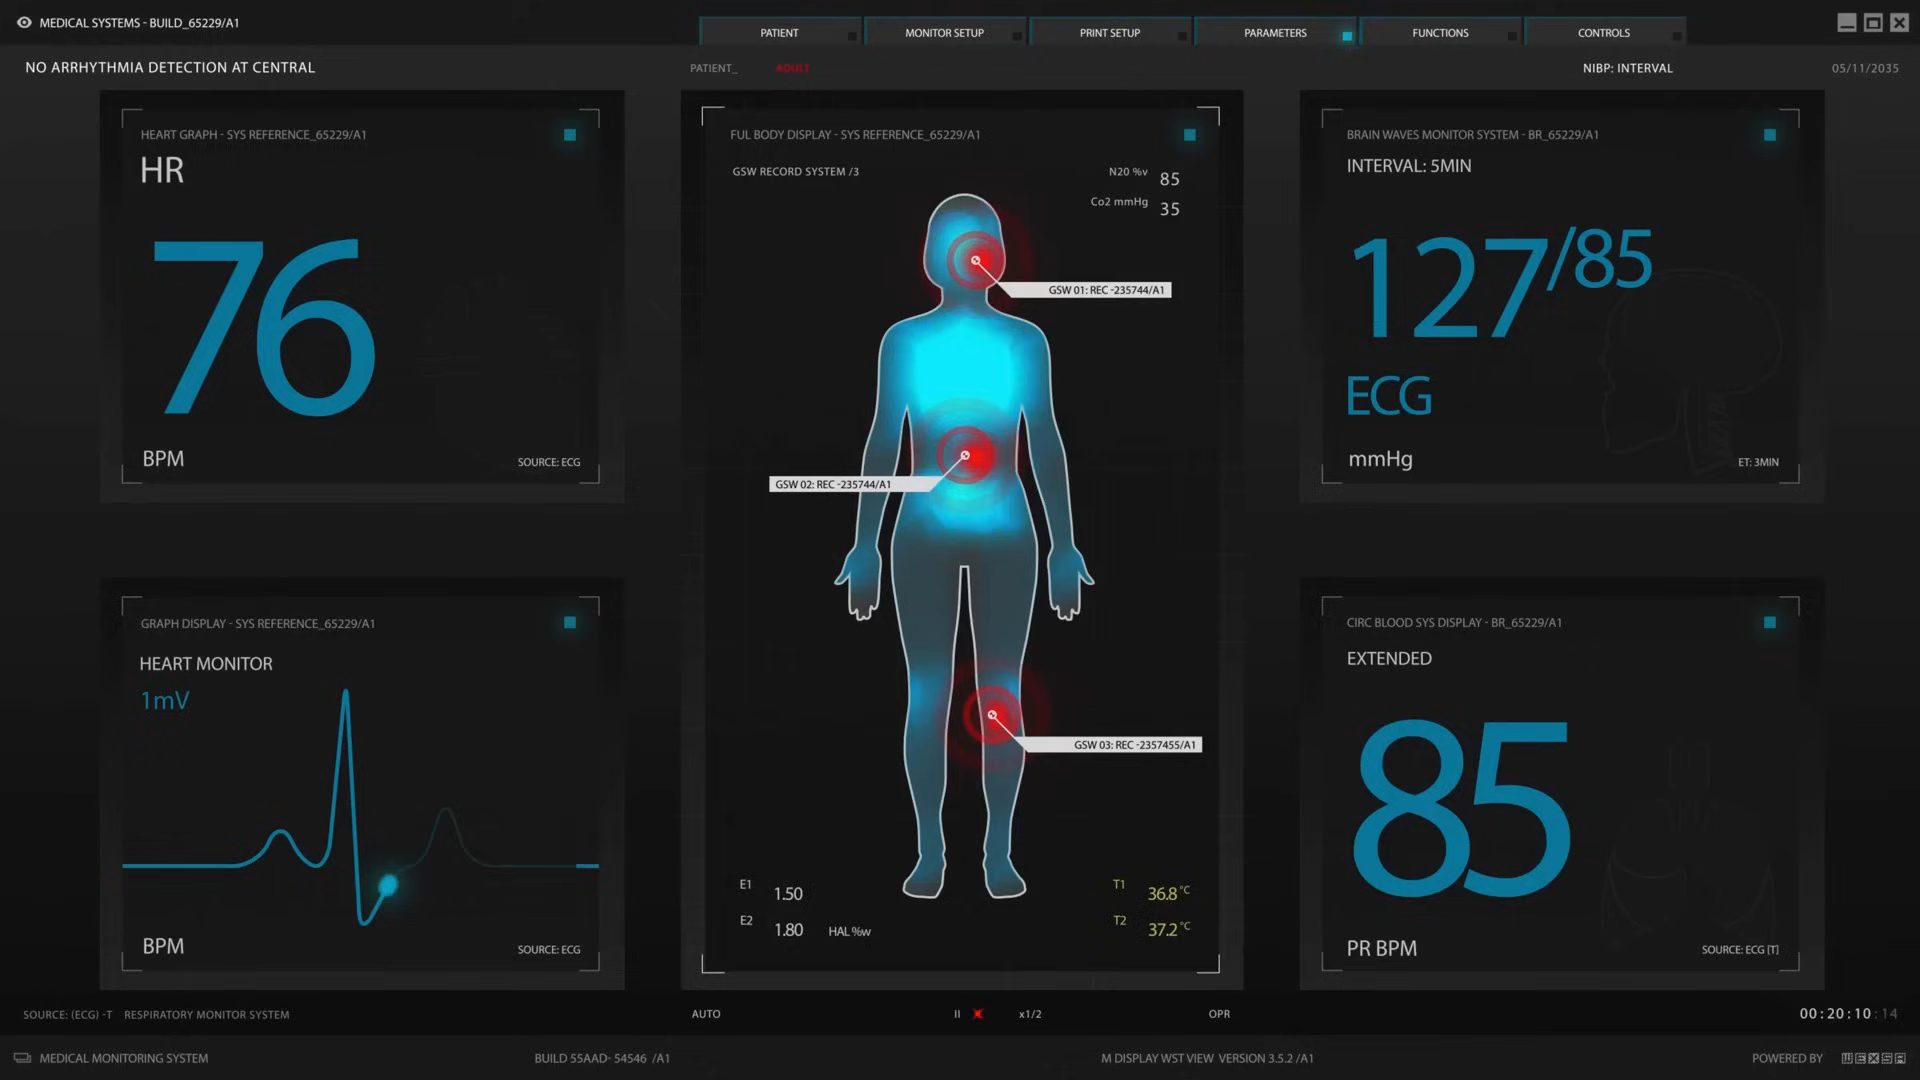 MEDICAL SYSTEMS - BUILD_65229/A1
PATIENT
MONITOR SETUP
PRINT SETUP
PARAMETERS
FUNCTIONS
CONTROLS
NO ARRHYTHMIA DETECTION AT CENTRAL
PATIENT_
ADULT
NIBP: INTERVAL
05/11/2035
HEART GRAPH - SYS REFERENCE_65229/A1
HR
76
BPM
SOURCE: ECG
FUL BODY DISPLAY - SYS REFERENCE_65229/A1
GSW RECORD SYSTEM /3
N20 %v 85
Co2 mmHg 35
GSW 01: REC -235744/A1
GSW 02: REC -235744/A1
GSW 03: REC -2357455/A1
E1 1.50
E2 1.80 HAL %w
T1 36.8 °C
T2 37.2 °C
BRAIN WAVES MONITOR SYSTEM - BR_65229/A1
INTERVAL: 5MIN
127/85
ECG
mmHg
ET: 3MIN
GRAPH DISPLAY - SYS REFERENCE_65229/A1
HEART MONITOR
1mV
BPM
SOURCE: ECG
CIRC BLOOD SYS DISPLAY - BR_65229/A1
EXTENDED
85
PR BPM
SOURCE: ECG [T]
SOURCE: (ECG) -T RESPIRATORY MONITOR SYSTEM
AUTO
II
x1/2
OPR
00:20:10:14
MEDICAL MONITORING SYSTEM
BUILD 55AAD- 54546 /A1
M DISPLAY WST VIEW VERSION 3.5.2 /A1
POWERED BY